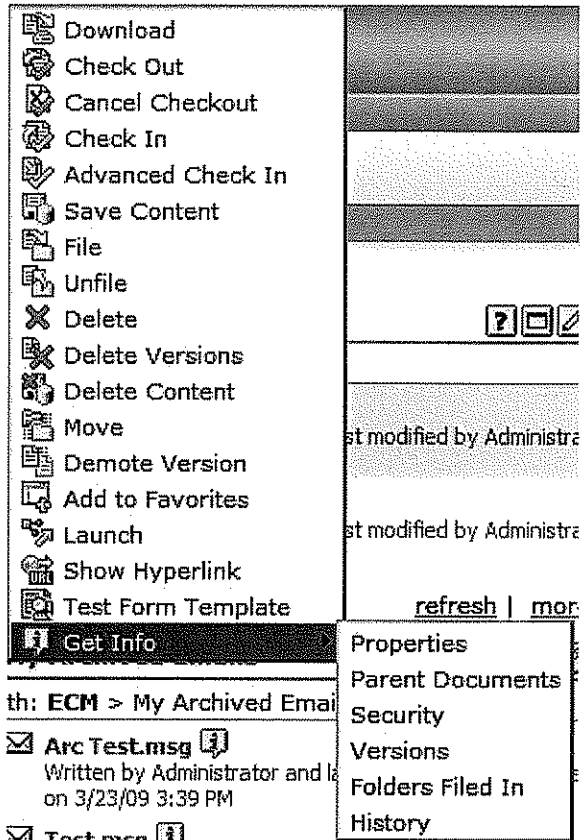 Download
Check Out
Cancel Checkout
Check In
Advanced Check In
Save Content
File
Unfile
Delete
Delete Versions
Delete Content
Move
Demote Version
Add to Favorites
Launch
Show Hyperlink
Test Form Template
Get Info
?
st modified by Administra
st modified by Administra
refresh | mor
Properties
Parent Documents
Security
Versions
Folders Filed In
History
th: ECM > My Archived Emai
Arc Test.msg
Written by Administrator and la
on 3/23/09 3:39 PM
Test.msg